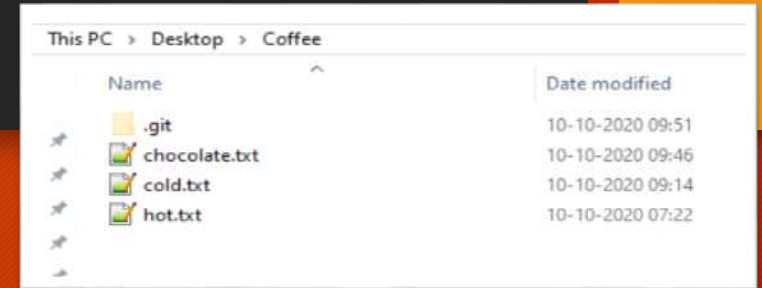 This PC > Desktop > Coffee
Name Date modified
.git 10-10-2020 09:51
chocolate.txt 10-10-2020 09:46
cold.txt 10-10-2020 09:14
hot.txt 10-10-2020 07:22